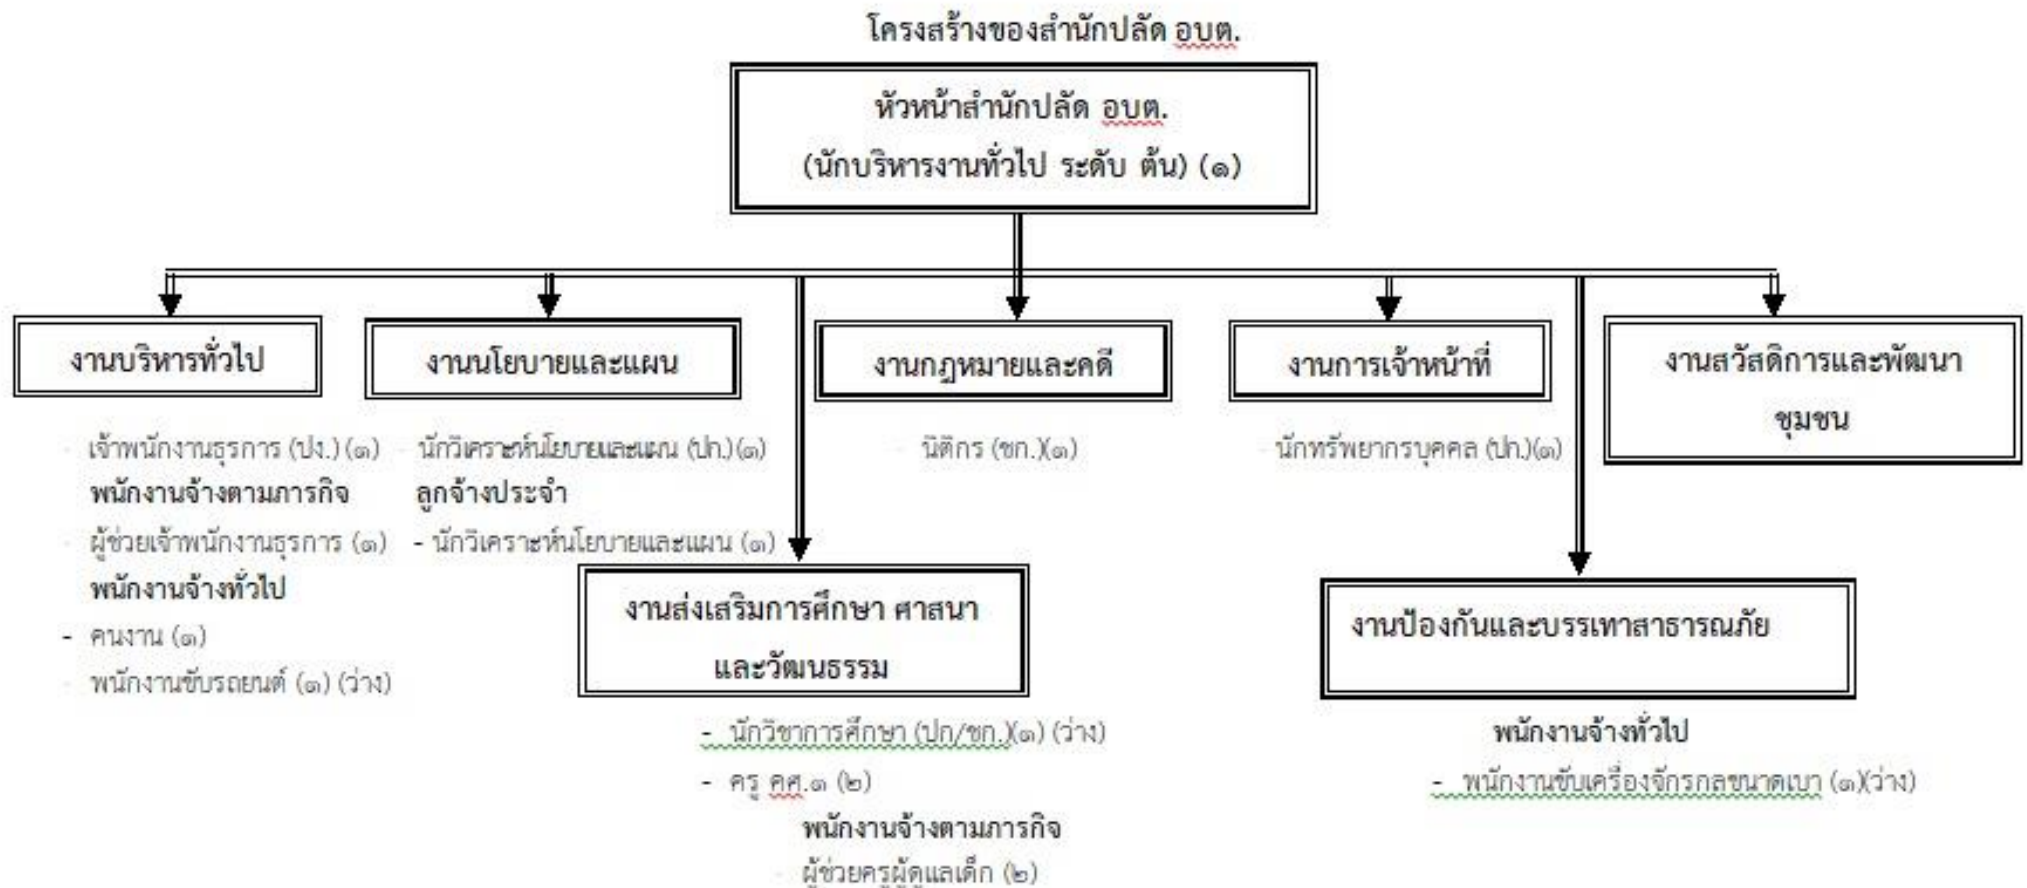 โครงสร้างของสำนักปลัด อบต.
หัวหน้าสำนักปลัด อบต.
(นักบริหารงานทั่วไป ระดับ ต้น) (๑)
งานบริหารทั่วไป
เจ้าพนักงานธุรการ (ปง.) (๑)
พนักงานจ้างตามภารกิจ
ผู้ช่วยเจ้าพนักงานธุรการ (๑)
พนักงานจ้างทั่วไป
- คนงาน (๑)
พนักงานขับรถยนต์ (๑) (ว่าง)
งานนโยบายและแผน
นักวิเคราะห์นโยบายและแผน (ปก.)(๑)
ลูกจ้างประจำ
- นักวิเคราะห์นโยบายและแผน (๑)
งานส่งเสริมการศึกษา ศาสนา
และวัฒนธรรม
- นักวิชาการศึกษา (ปก/ชก.)(๑) (ว่าง)
- ครู คศ.๑ (๒)
พนักงานจ้างตามภารกิจ
ผู้ช่วยครูผู้ดูแลเด็ก (๒)
งานกฎหมายและคดี
นิติกร (ชก.)(๑)
งานการเจ้าหน้าที่
นักทรัพยากรบุคคล (ปก.)(๑)
งานป้องกันและบรรเทาสาธารณภัย
พนักงานจ้างทั่วไป
- พนักงานขับเครื่องจักรกลขนาดเบา (๑)(ว่าง)
งานสวัสดิการและพัฒนา
ชุมชน